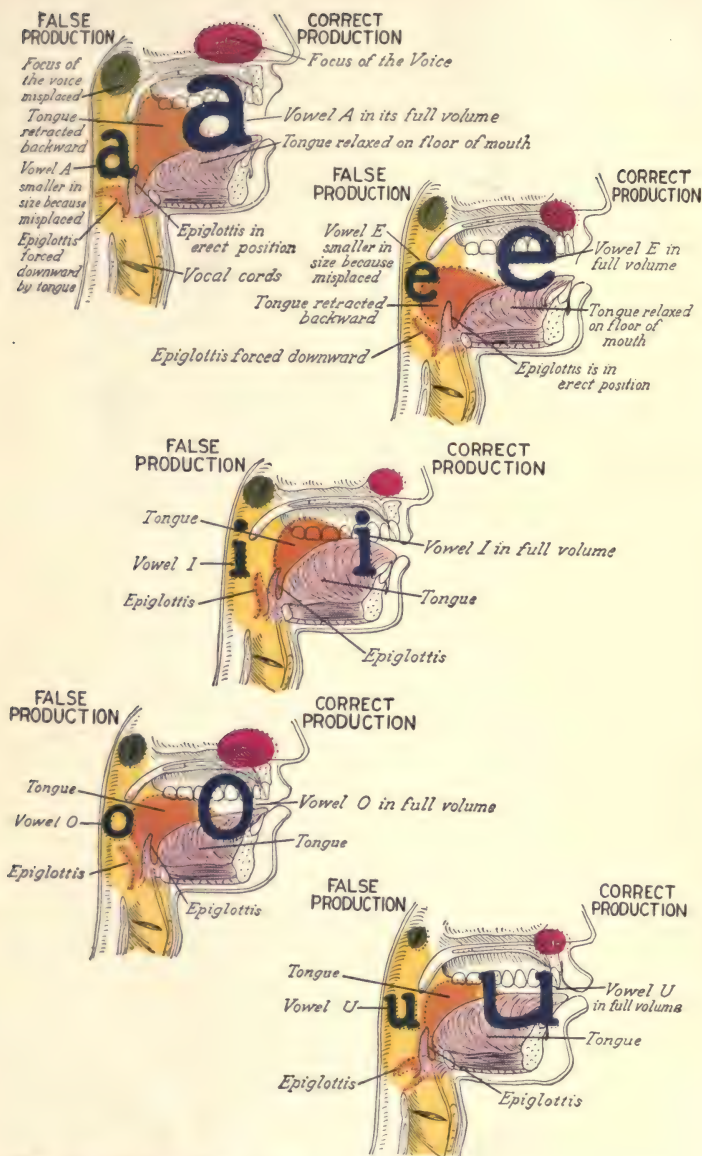 FALSE
PRODUCTION
Focus of
the voice
misplaced
Tongue
retracted
backward
Vowel A
smaller in
size because
misplaced
Epiglottis
forced
downward
by tongue
a
a
CORRECT
PRODUCTION
Focus of the Voice
Vowel A in its full volume
Tongue relaxed on floor of mouth
Epiglottis in
erect position
Vocal cords
FALSE
PRODUCTION
Vowel E
smaller in
size because
misplaced
Tongue retracted
backward
Epiglottis forced downward
e
e
CORRECT
PRODUCTION
Vowel E in
full volume
Tongue relaxed
on floor of
mouth
Epiglottis is in
erect position
FALSE
PRODUCTION
Tongue
Vowel I
Epiglottis
i
i
CORRECT
PRODUCTION
Vowel I in full volume
Tongue
Epiglottis
FALSE
PRODUCTION
Tongue
Vowel O
Epiglottis
o
O
CORRECT
PRODUCTION
Vowel O in full volume
Tongue
Epiglottis
FALSE
PRODUCTION
Tongue
Vowel U
Epiglottis
u
u
CORRECT
PRODUCTION
Vowel U
in full volume
Tongue
Epiglottis